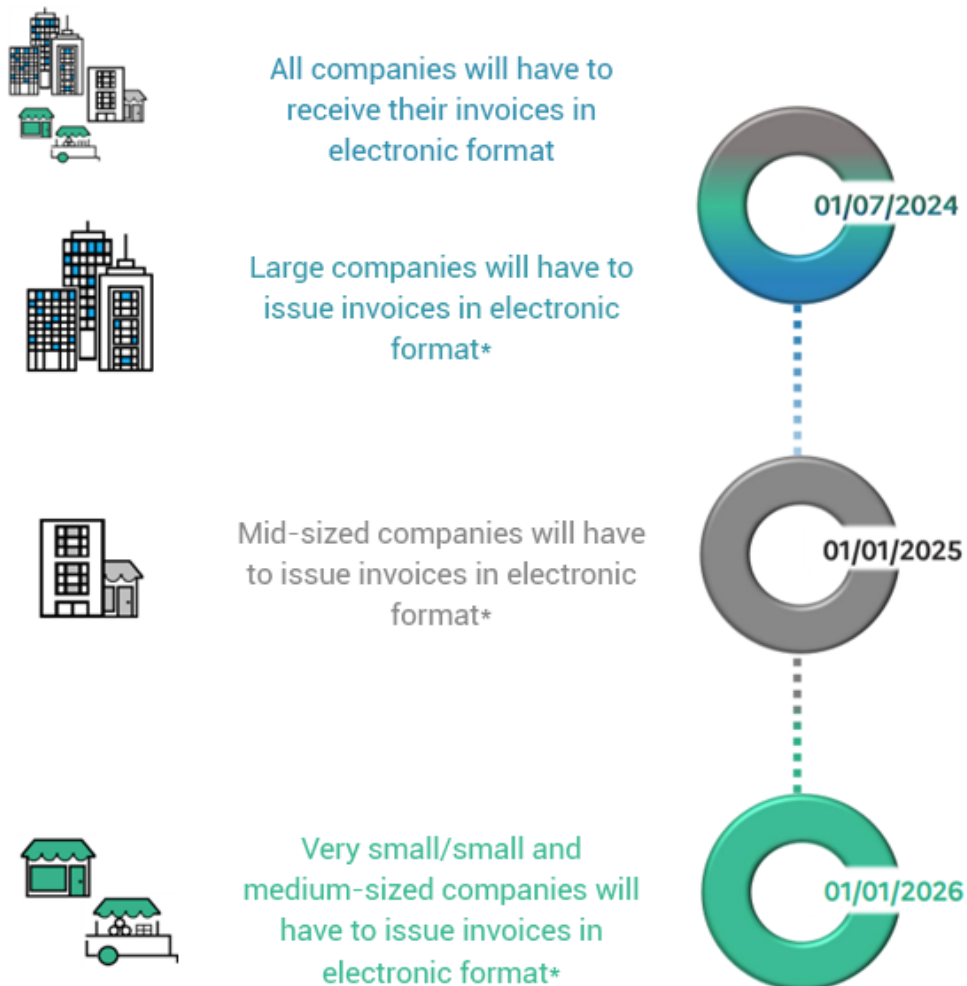 All companies will have to
receive their invoices in
electronic format
01/07/2024
Large companies will have to
issue invoices in electronic
format*
Mid-sized companies will have
to issue invoices in electronic
format*
01/01/2025
Very small/small and
medium-sized companies will
have to issue invoices in
electronic format*
01/01/2026